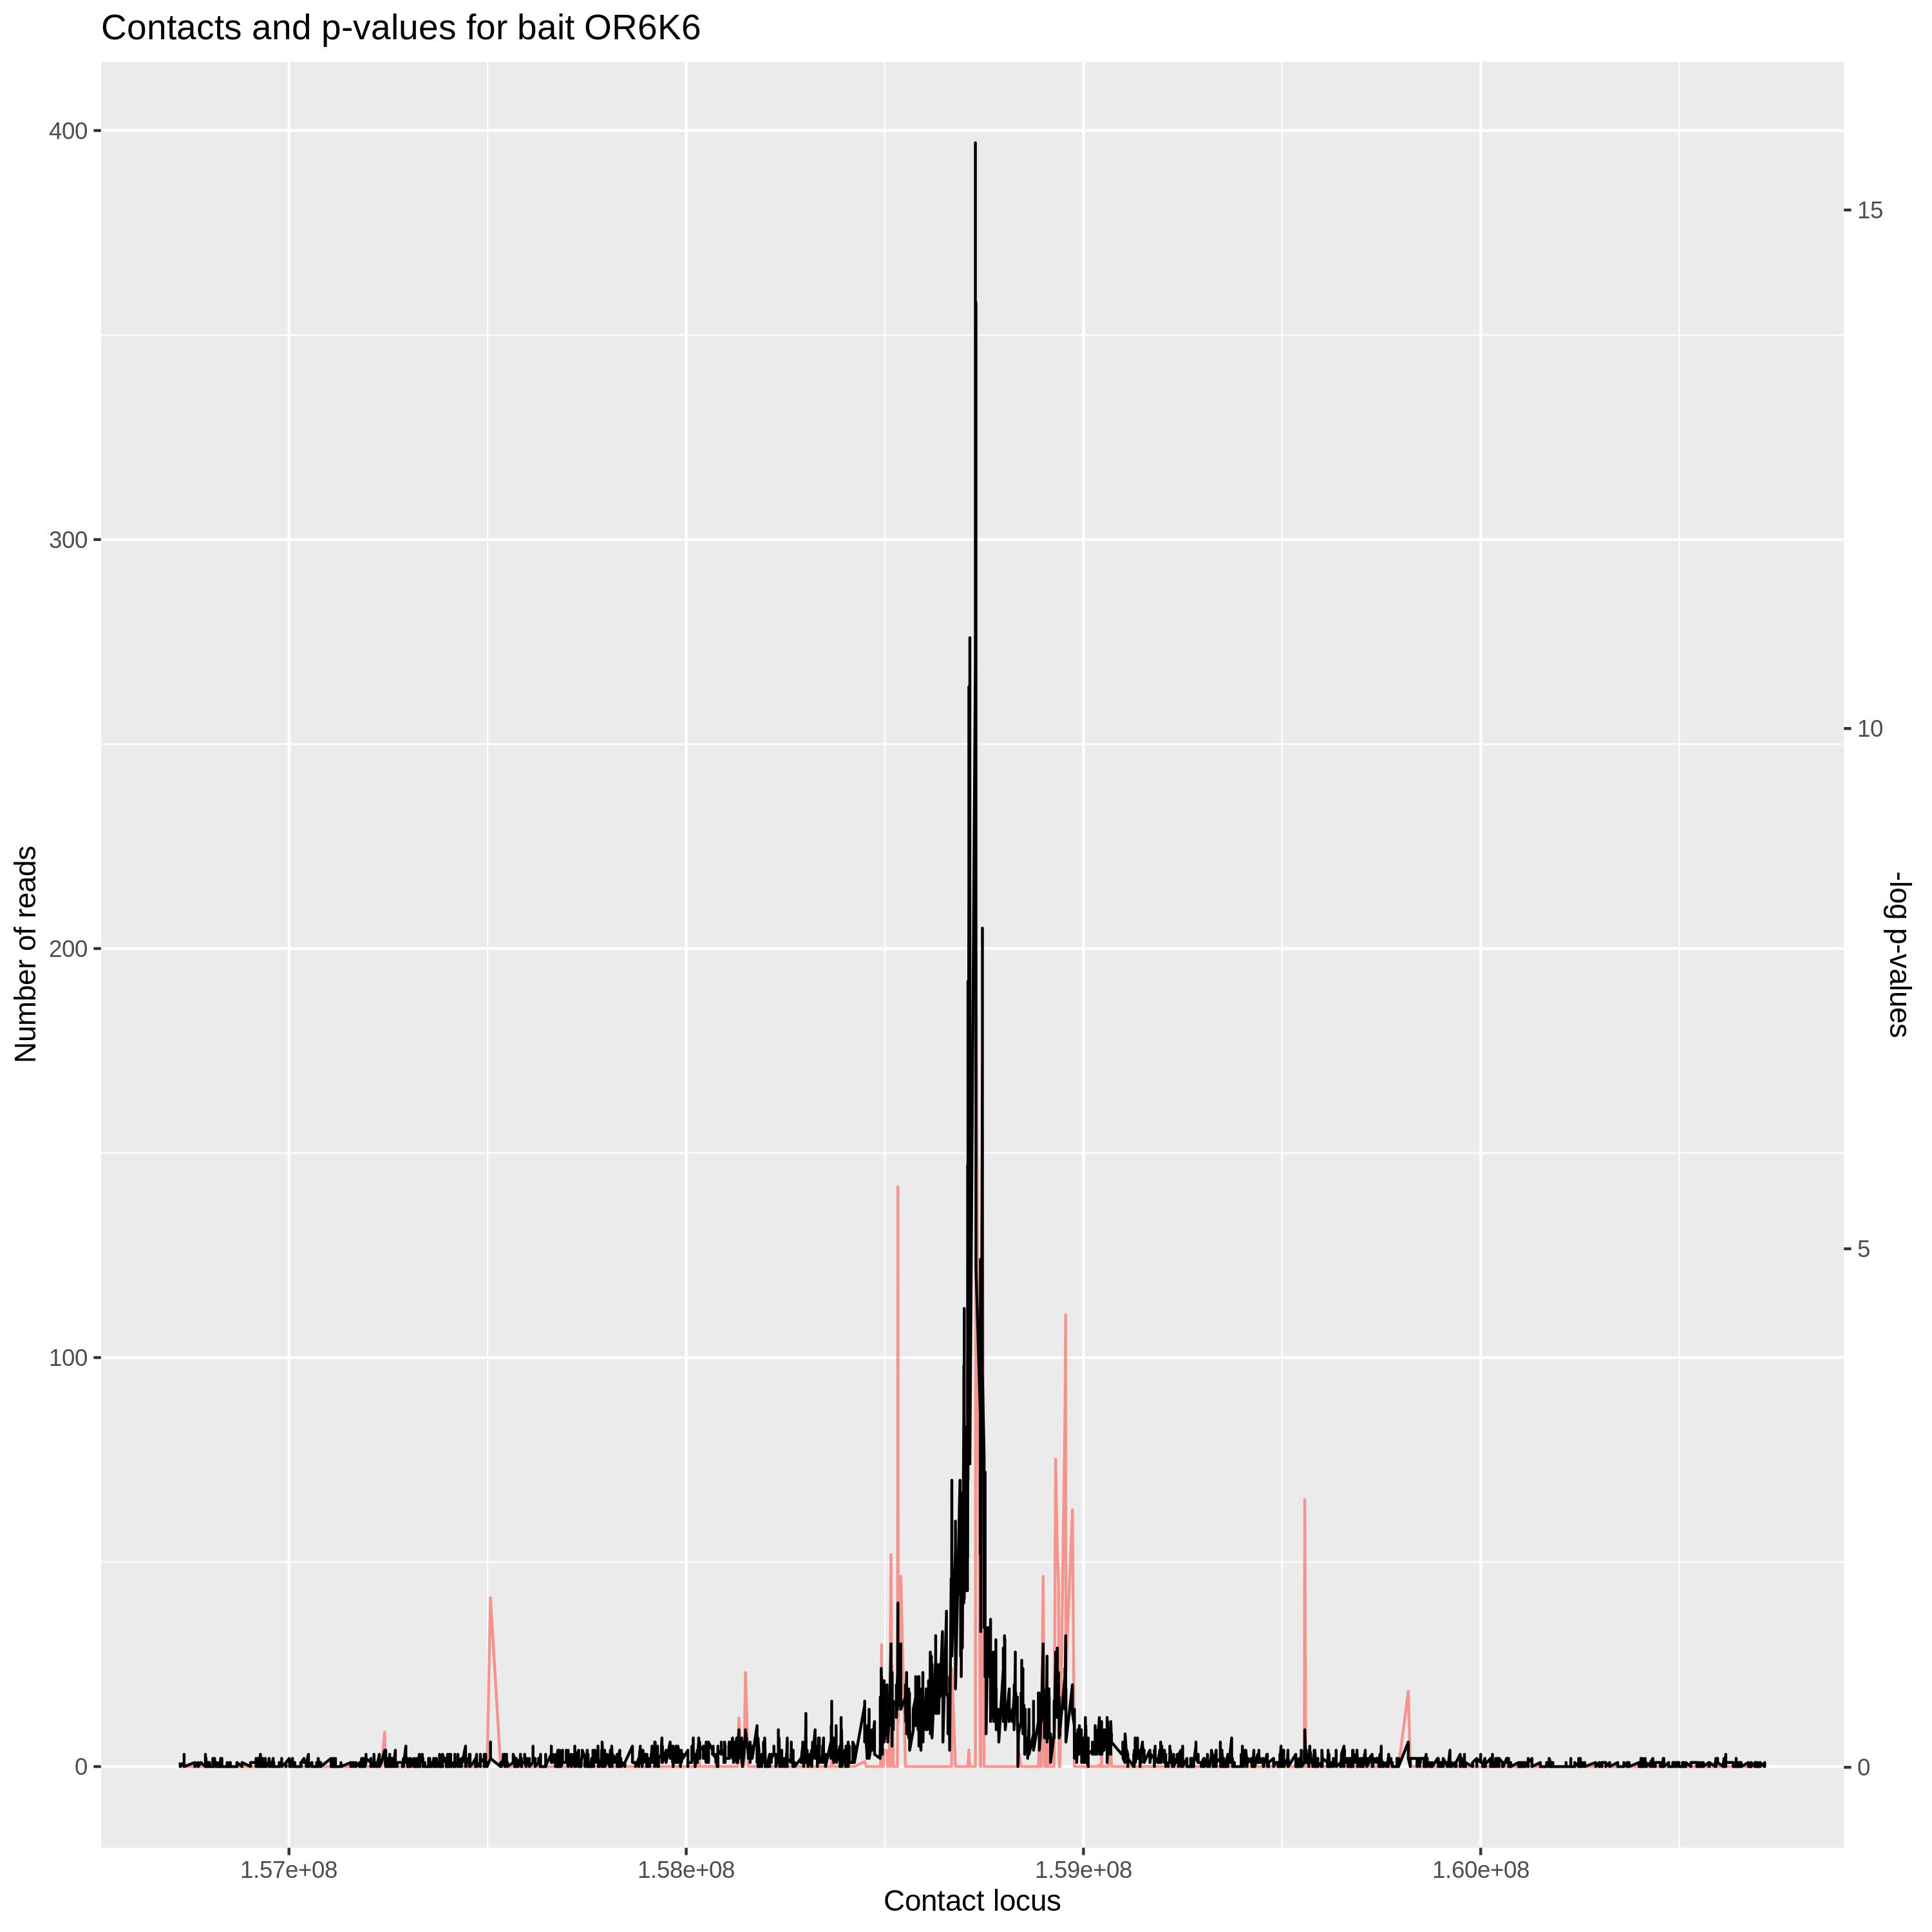 Contacts and p-values for bait OR6K6
400
300
200
100
0
Number of reads
15
10
5
0
-log p-values
1.57e+08 1.58e+08 1.59e+08 1.60e+08
Contact locus